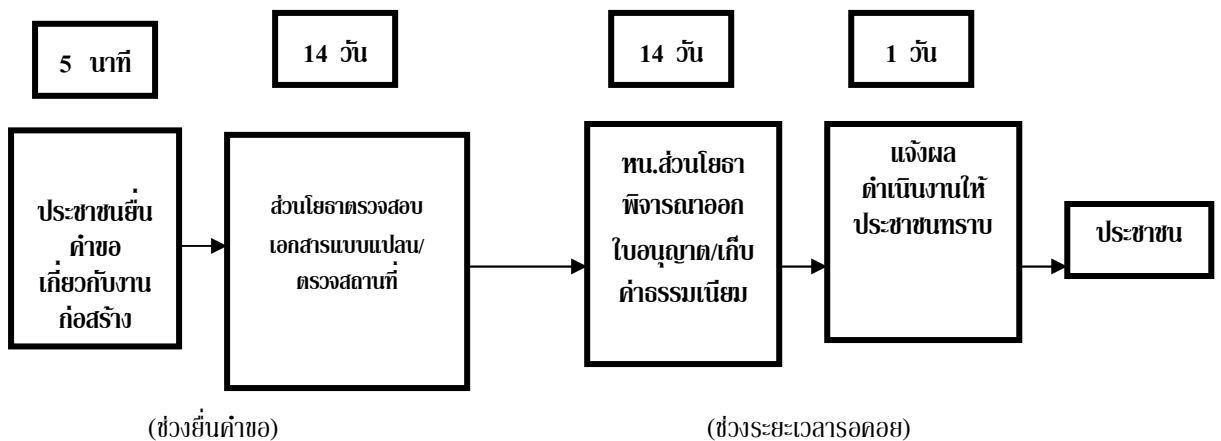 5 นาที
14 วัน
14 วัน
1 วัน
ประชาชนยื่น
คำขอ
เกี่ยวกับงาน
ก่อสร้าง
ส่วนโยธาตรวจสอบ
เอกสารแบบแปลน/
ตรวจสถานที่
หน.ส่วนโยธา
พิจารณาออก
ใบอนุญาต/เก็บ
ค่าธรรมเนียม
แจ้งผล
ดำเนินงานให้
ประชาชนทราบ
ประชาชน
(ช่วงยื่นคำขอ)
(ช่วงระยะเวลารอคอย)